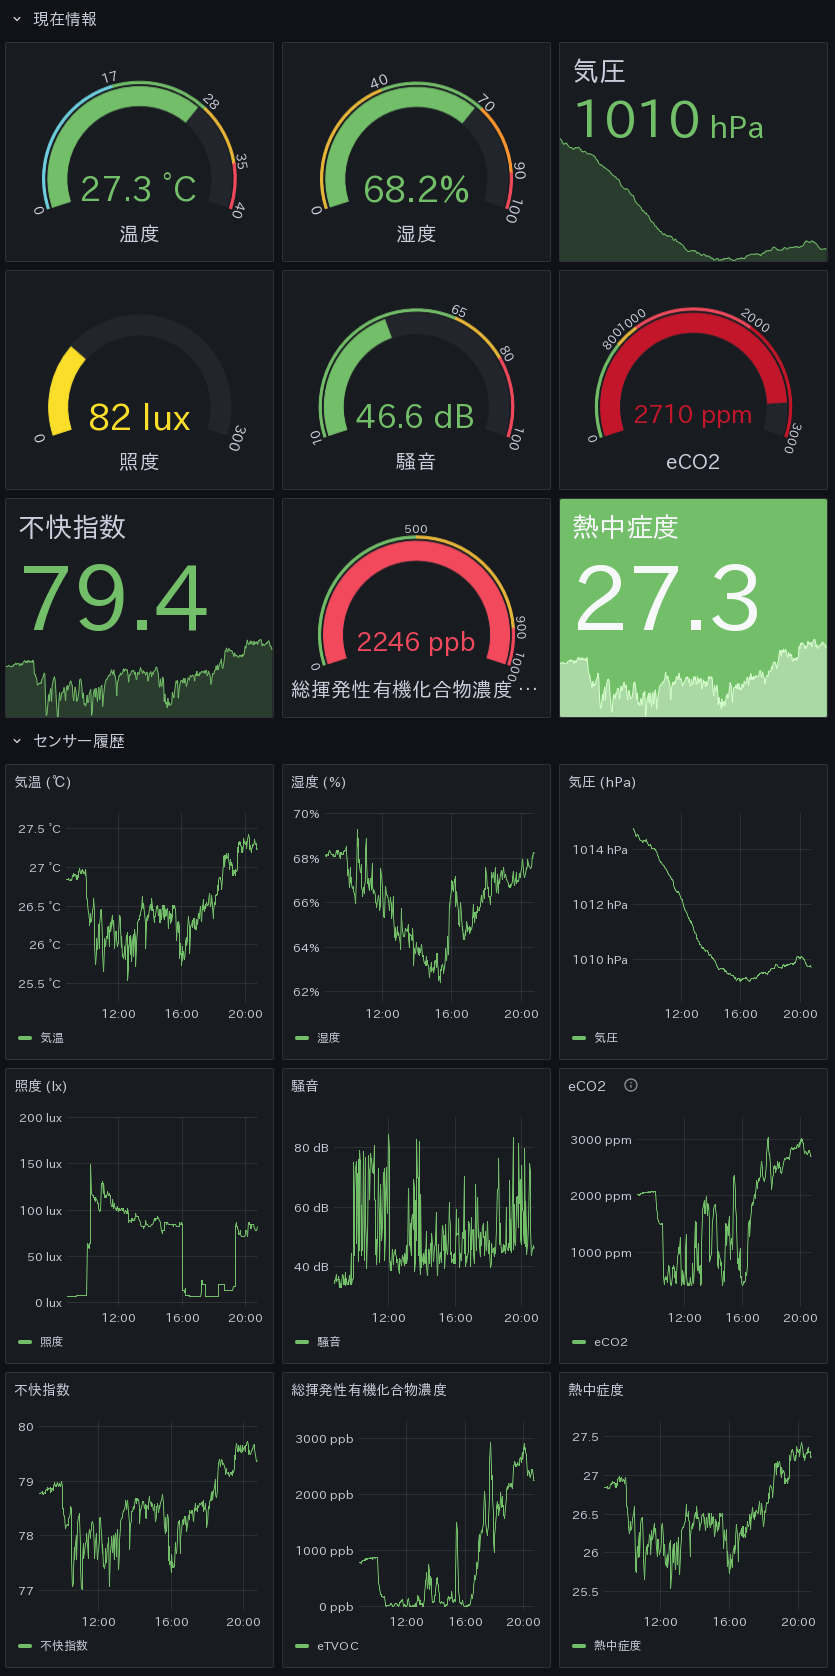 現在情報
0
17
28
35
40
27.3 ℃
温度
0
40
70
90
100
68.2%
湿度
気圧
1010 hPa
0
300
82 lux
照度
10
65
80
100
46.6 dB
騒音
0
800
1000
2000
3000
2710 ppm
eCO2
不快指数
79.4
0
500
900
1000
2246 ppb
総揮発性有機化合物濃度 …
熱中症度
27.3
センサー履歴
気温 (℃)
27.5 ℃
27 ℃
26.5 ℃
26 ℃
25.5 ℃
12:00 16:00 20:00
気温
湿度 (%)
70%
68%
66%
64%
62%
12:00 16:00 20:00
湿度
気圧 (hPa)
1014 hPa
1012 hPa
1010 hPa
12:00 16:00 20:00
気圧
照度 (lx)
200 lux
150 lux
100 lux
50 lux
0 lux
12:00 16:00 20:00
照度
騒音
80 dB
60 dB
40 dB
12:00 16:00 20:00
騒音
eCO2
3000 ppm
2000 ppm
1000 ppm
12:00 16:00 20:00
eCO2
不快指数
80
79
78
77
12:00 16:00 20:00
不快指数
総揮発性有機化合物濃度
3000 ppb
2000 ppb
1000 ppb
0 ppb
12:00 16:00 20:00
eTVOC
熱中症度
27.5
27
26.5
26
25.5
12:00 16:00 20:00
熱中症度